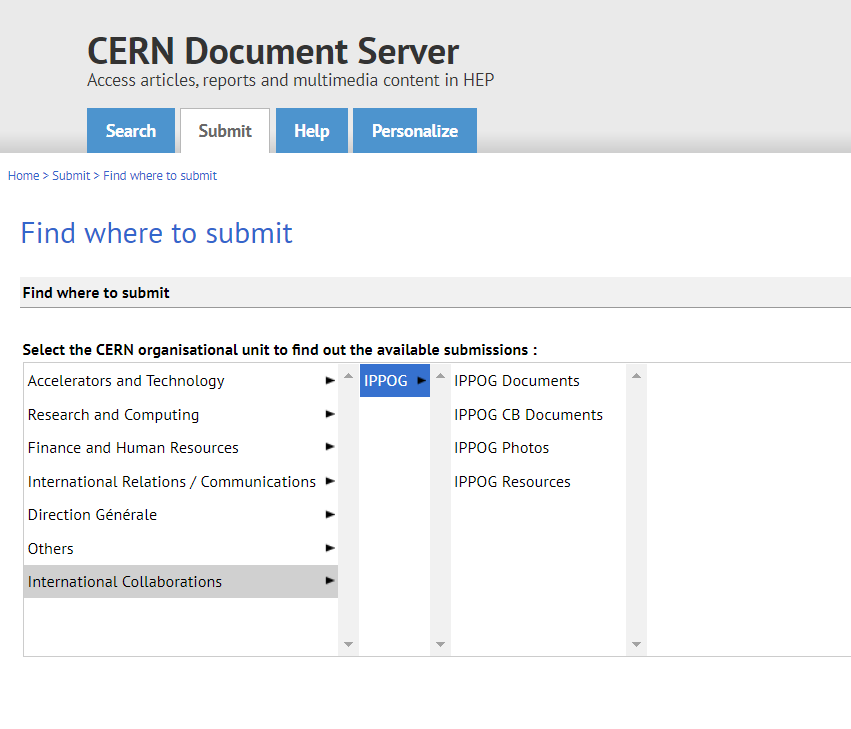 CERN Document Server
Access articles, reports and multimedia content in HEP
Search Submit Help Personalize
Home > Submit > Find where to submit
Find where to submit
Find where to submit
Select the CERN organisational unit to find out the available submissions :
Accelerators and Technology
Research and Computing
Finance and Human Resources
International Relations / Communications
Direction Générale
Others
International Collaborations
IPPOG
IPPOG Documents
IPPOG CB Documents
IPPOG Photos
IPPOG Resources